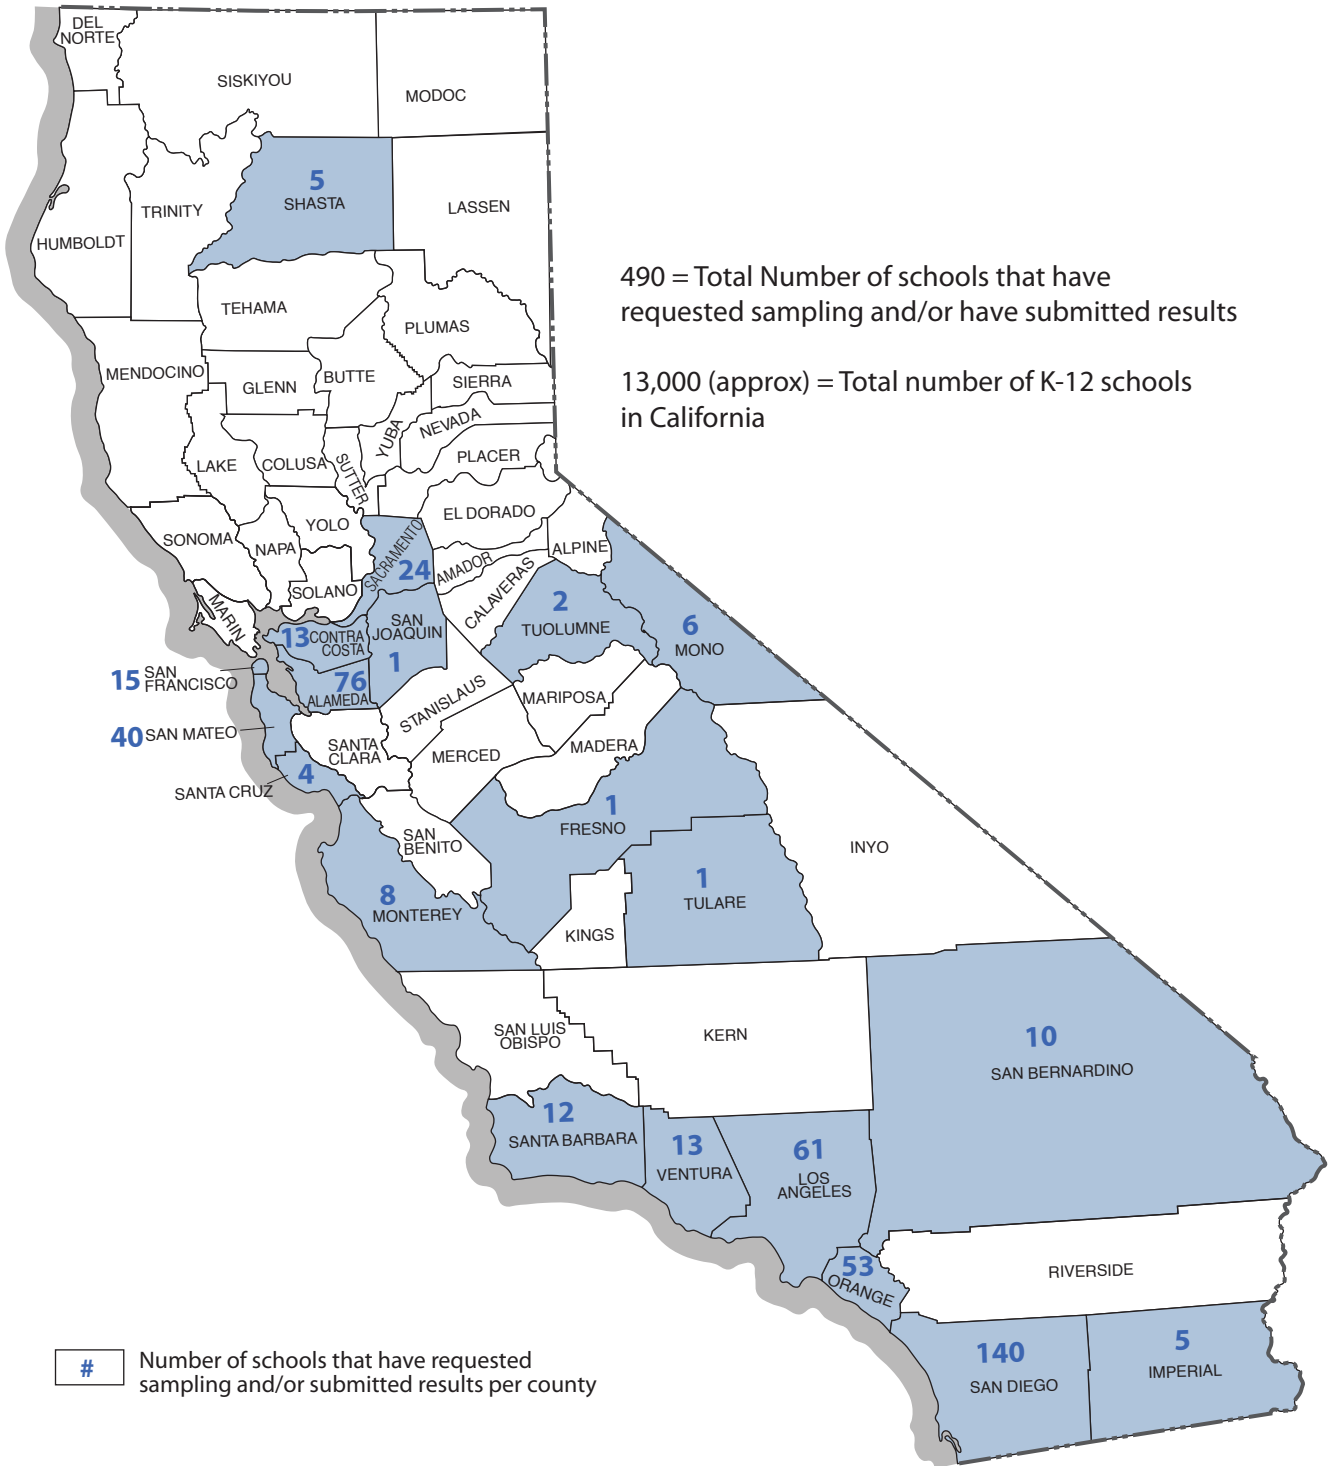 DEL
NORTE
SISKIYOU
MODOC
5
SHASTA
TRINITY
LASSEN
HUMBOLDT
490 = Total Number of schools that have
requested sampling and/or have submitted results
TEHAMA
PLUMAS
13,000 (approx) = Total number of K-12 schools
in California
MENDOCINO
GLENN
BUTTE
SIERRA
NEVADA
YUBA
PLACER
LAKE
COLUSA
SUTTER
EL DORADO
YOLO
SONOMA
NAPA
SACRAMENTO
24
AMADOR
ALPINE
SOLANO
CALAVERAS
MARIN
2
TUOLUMNE
6
MONO
13 CONTRA
COSTA
SAN
JOAQUIN
1
15 SAN
FRANCISCO
76
ALAMEDA
STANISLAUS
MARIPOSA
40 SAN MATEO
SANTA
CLARA
MERCED
MADERA
4
SANTA CRUZ
1
FRESNO
SAN
BENITO
INYO
8
MONTEREY
1
TULARE
KINGS
SAN LUIS
OBISPO
KERN
10
SAN BERNARDINO
12
SANTA BARBARA
13
VENTURA
61
LOS
ANGELES
53
ORANGE
RIVERSIDE
140
SAN DIEGO
5
IMPERIAL
# Number of schools that have requested
sampling and/or submitted results per county